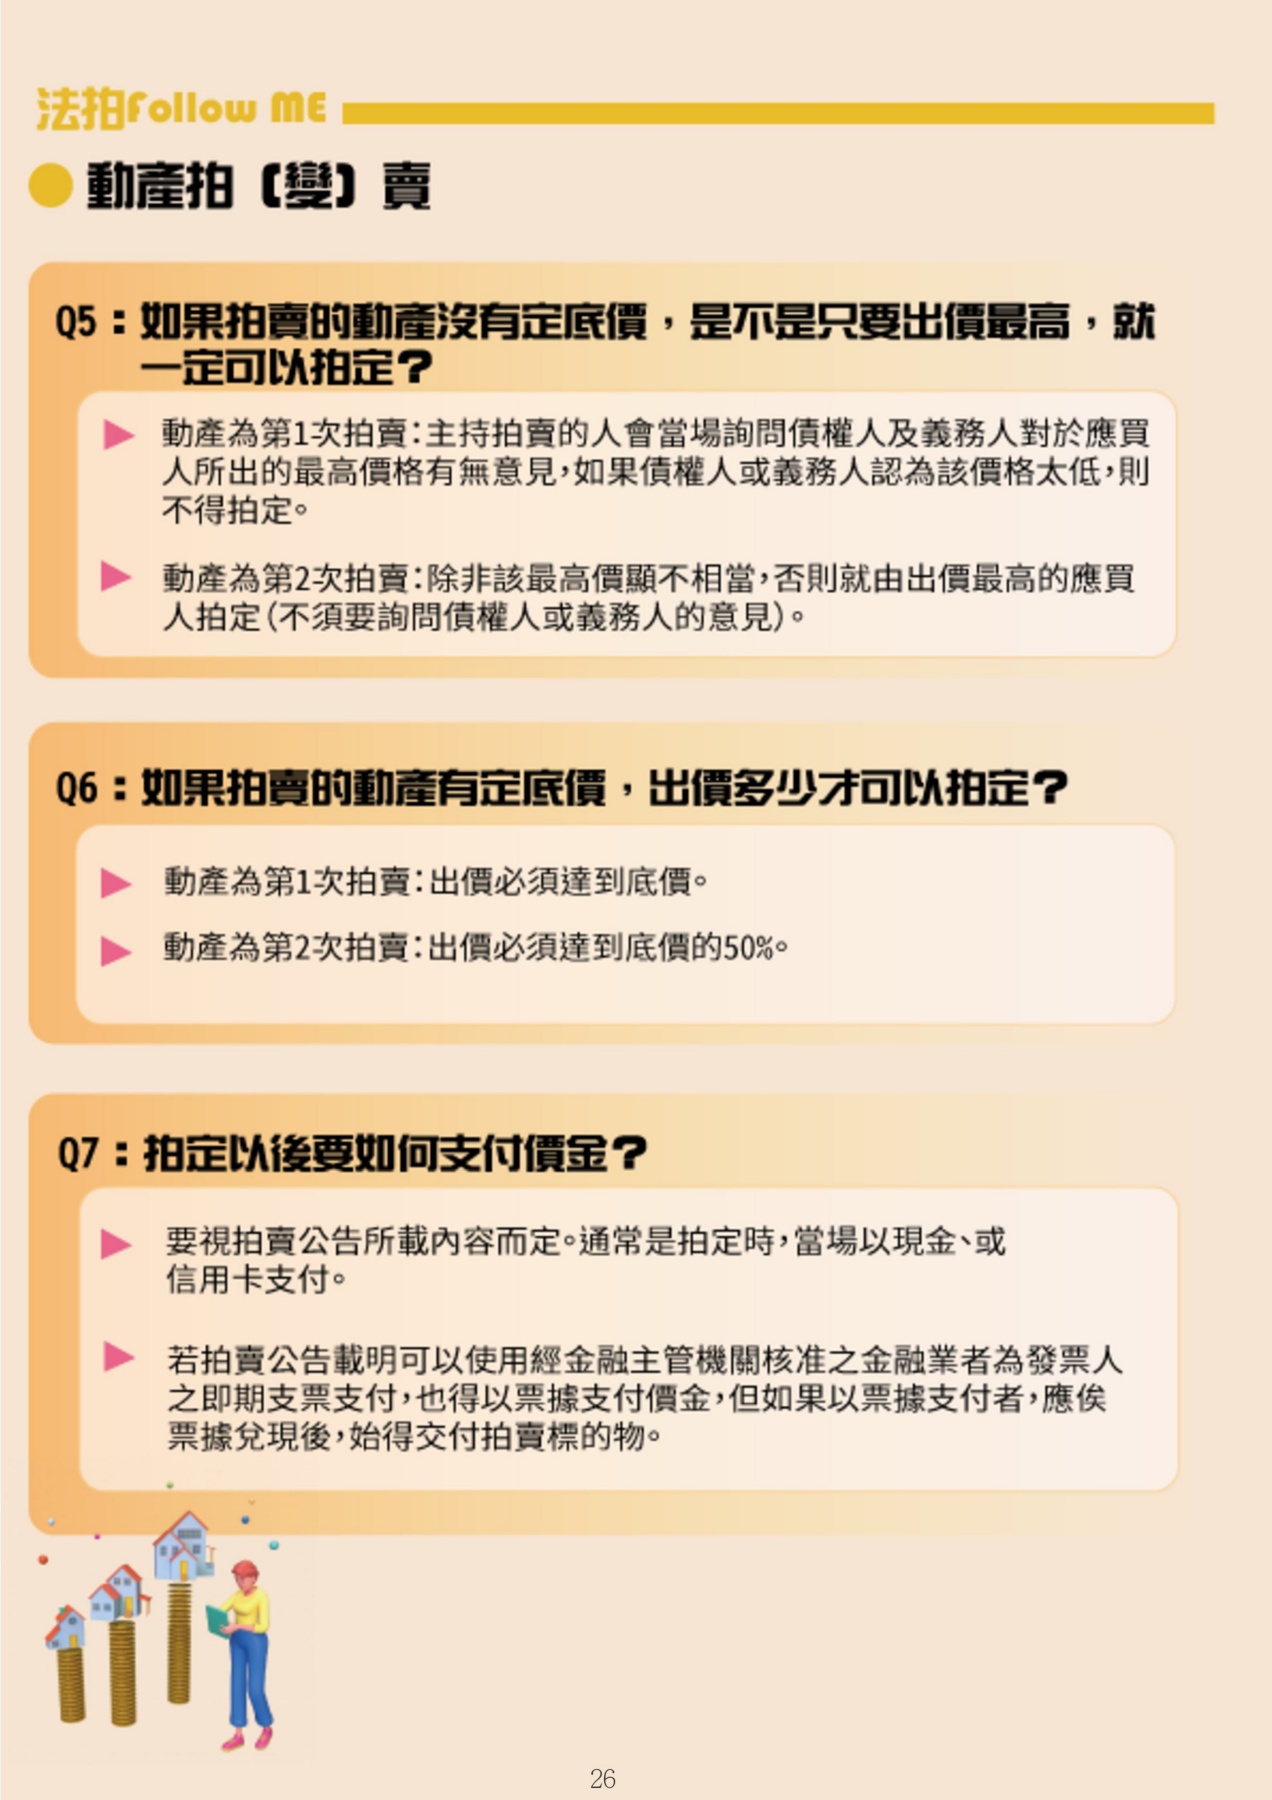 法拍Follow ME
動產拍（變）賣
Q5：如果拍賣的動產沒有定底價，是不是只要出價最高，就
一定可以拍定？
動產為第1次拍賣：主持拍賣的人會當場詢問債權人及義務人對於應買
人所出的最高價格有無意見，如果債權人或義務人認為該價格太低，則
不得拍定。
動產為第2次拍賣：除非該最高價顯不相當，否則就由出價最高的應買
人拍定（不須要詢問債權人或義務人的意見）。
Q6：如果拍賣的動產有定底價，出價多少才可以拍定？
動產為第1次拍賣：出價必須達到底價。
動產為第2次拍賣：出價必須達到底價的50%。
Q7：拍定以後要如何支付價金？
要視拍賣公告所載內容而定。通常是拍定時，當場以現金、或
信用卡支付。
若拍賣公告載明可以使用經金融主管機關核准之金融業者為發票人
之即期支票支付，也得以票據支付價金，但如果以票據支付者，應俟
票據兌現後，始得交付拍賣標的物。
26